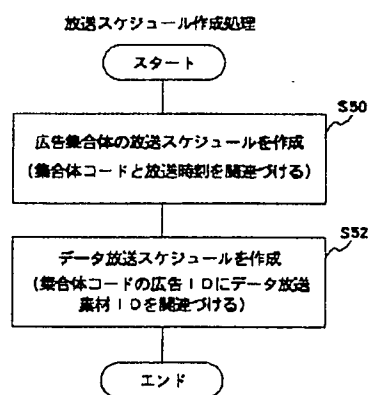 放送スケジュール作成処理
スタート
S50
広告集合体の放送スケジュールを作成
(集合体コードと放送時刻を関連づける)
S52
データ放送スケジュールを作成
(集合体コードの広告IDにデータ放送
素材IDを関連づける)
エンド